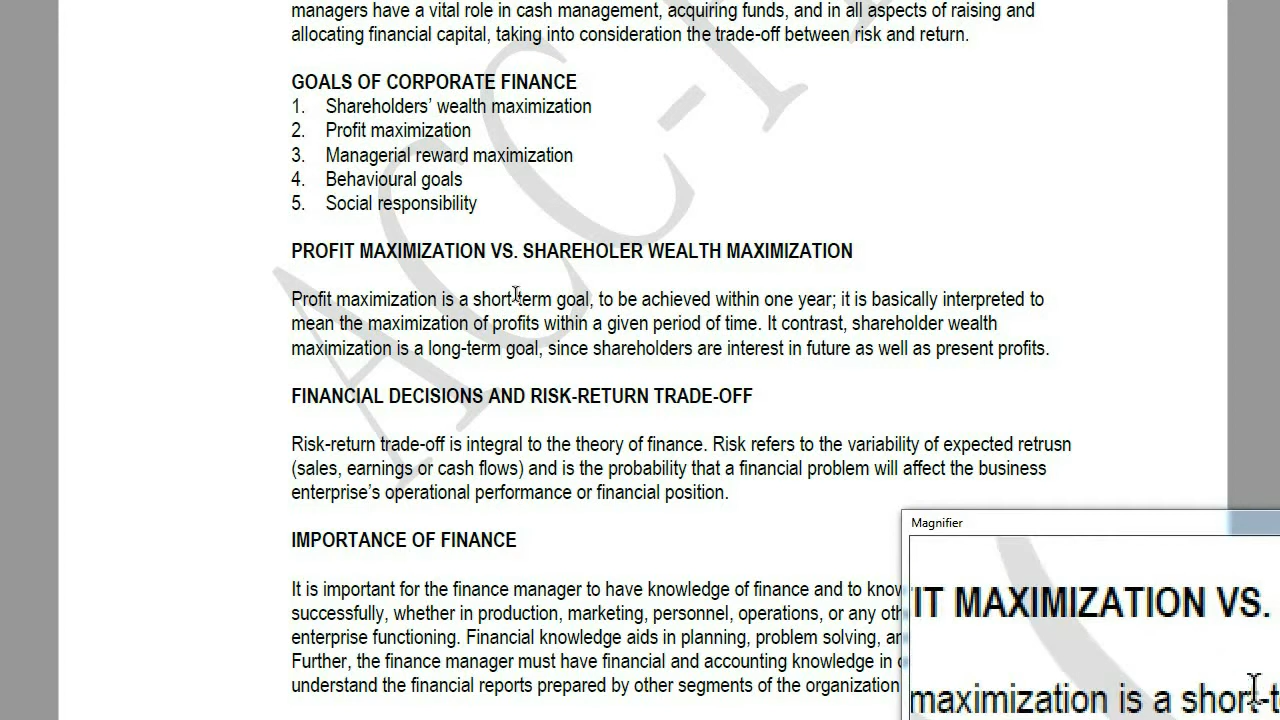 managers have a vital role in cash management, acquiring funds, and in all aspects of raising and
allocating financial capital, taking into consideration the trade-off between risk and return.
GOALS OF CORPORATE FINANCE
1. Shareholders’ wealth maximization
2. Profit maximization
3. Managerial reward maximization
4. Behavioural goals
5. Social responsibility
PROFIT MAXIMIZATION VS. SHAREHOLER WEALTH MAXIMIZATION
Profit maximization is a short-term goal, to be achieved within one year; it is basically interpreted to
mean the maximization of profits within a given period of time. It contrast, shareholder wealth
maximization is a long-term goal, since shareholders are interest in future as well as present profits.
FINANCIAL DECISIONS AND RISK-RETURN TRADE-OFF
Risk-return trade-off is integral to the theory of finance. Risk refers to the variability of expected retrusn
(sales, earnings or cash flows) and is the probability that a financial problem will affect the business
enterprise’s operational performance or financial position.
IMPORTANCE OF FINANCE
It is important for the finance manager to have knowledge of finance and to know
successfully, whether in production, marketing, personnel, operations, or any
enterprise functioning. Financial knowledge aids in planning, problem solving,
Further, the finance manager must have financial and accounting knowledge in
understand the financial reports prepared by other segments of the organization
Magnifier
IT MAXIMIZATION VS.
maximization is a short-t
ACC-